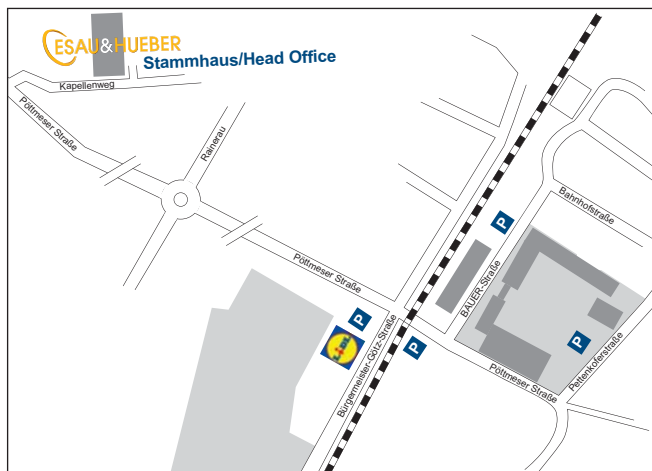 ESAU&HUEBER
Stammhaus/Head Office
Kapellenweg
Pöttmeser Straße
Rainerau
Bahnhofstraße
P
Pöttmeser Straße
BAUER-Straße
P
LIDL
P
P
Bürgermeister-Götz-Straße
Pöttmeser Straße
Pettenkoferstraße